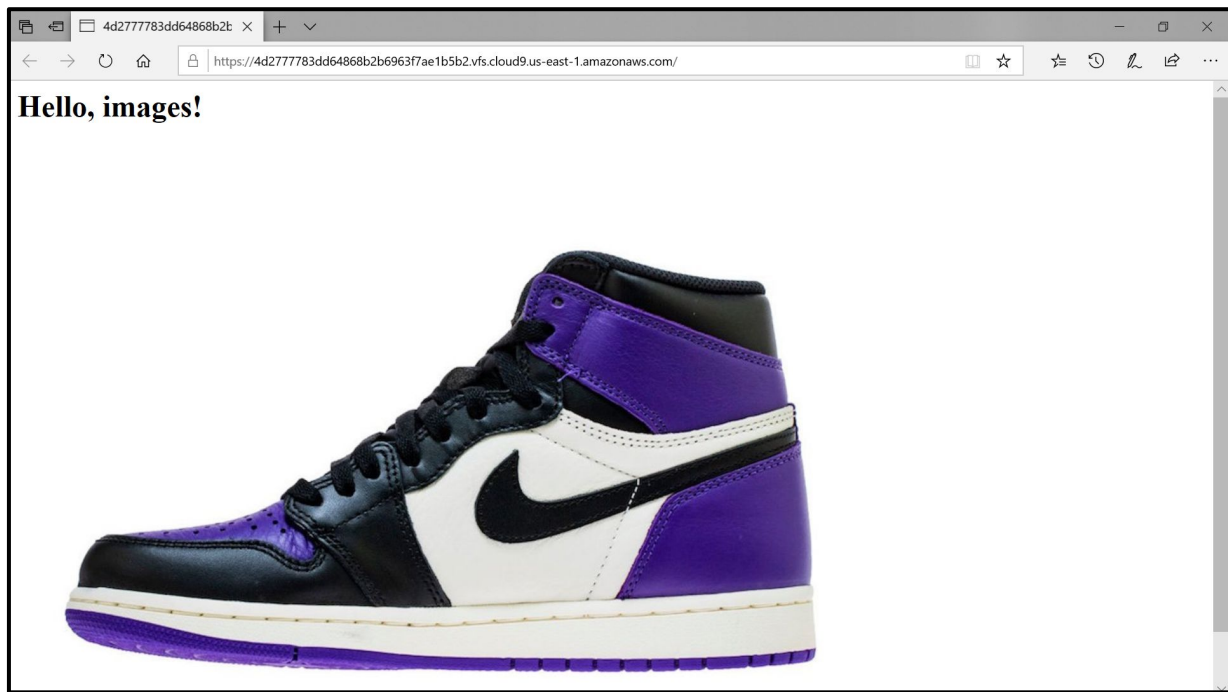 4d2777783dd64868b2b
https://4d2777783dd64868b2b6963f7ae1b5b2.vfs.cloud9.us-east-1.amazonaws.com/
Hello, images!